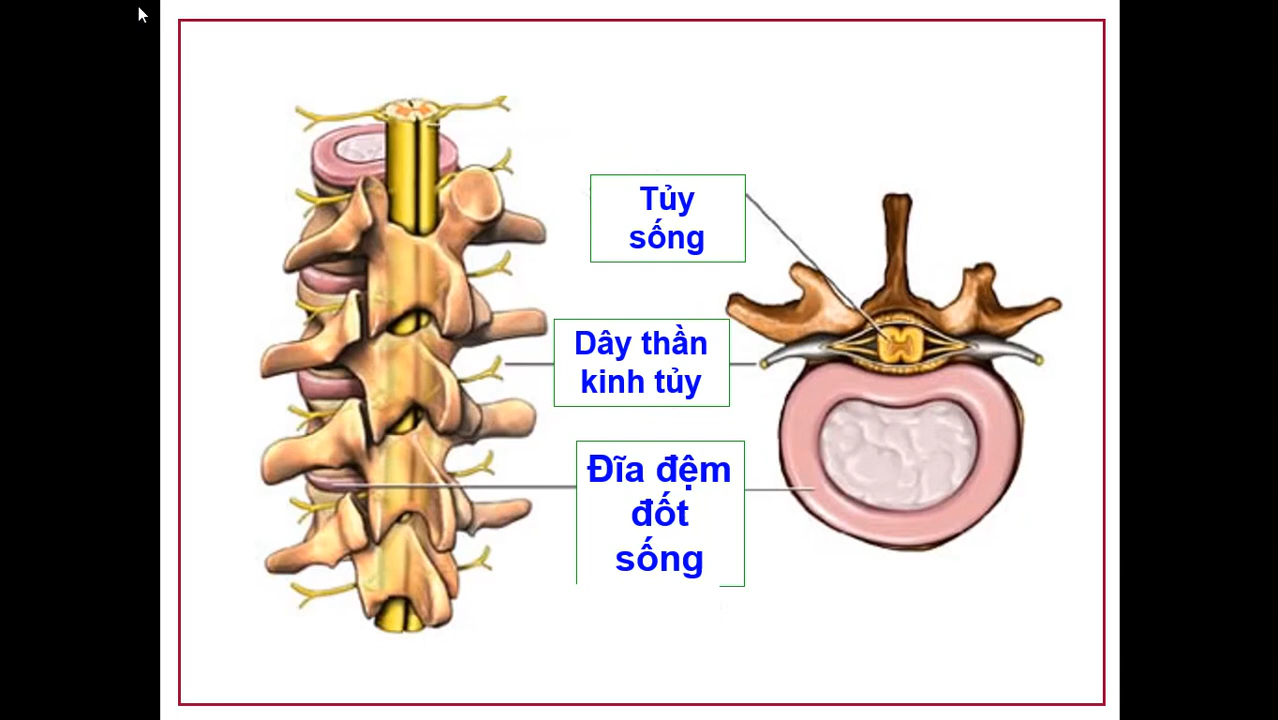 Tủy
sống
Dây thần
kinh tủy
Đĩa đệm
đốt
sống